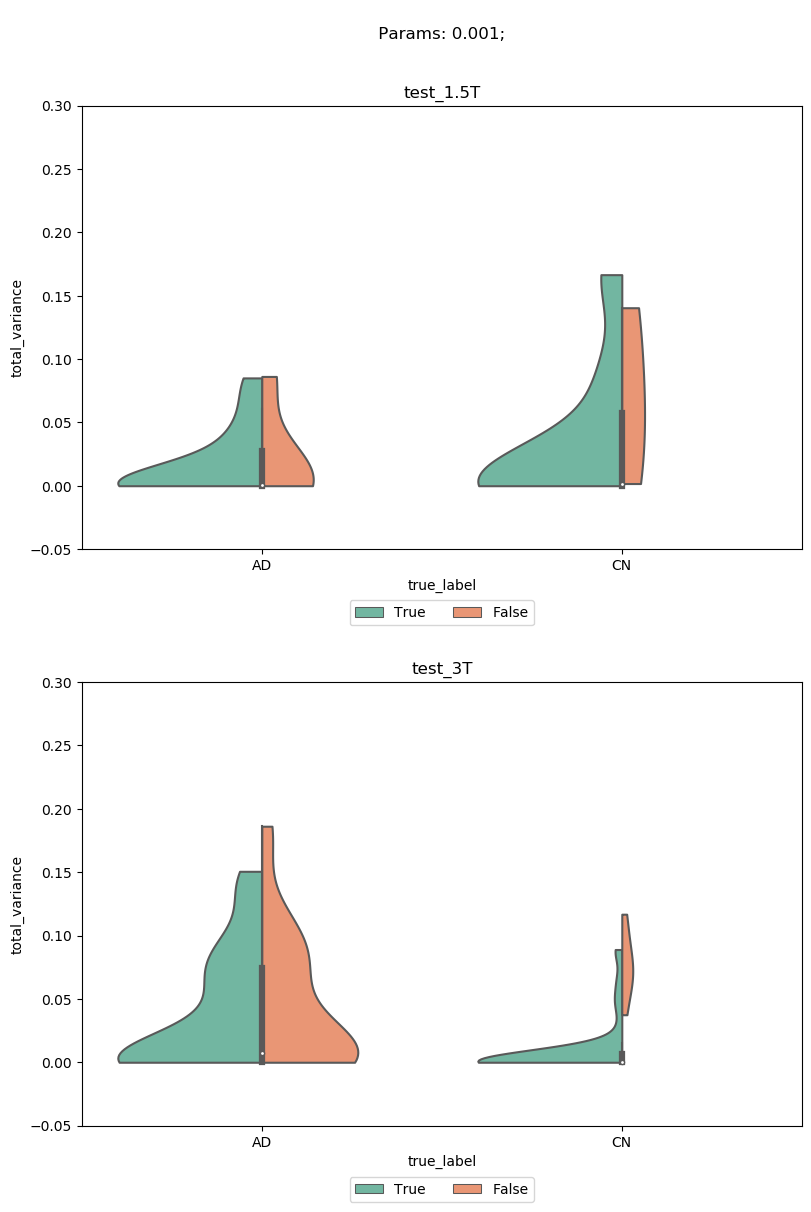 Params: 0.001;
test_1.5T
0.30
0.25
0.20
0.15
0.10
0.05
0.00
−0.05
total_variance
AD CN
true_label
True False
test_3T
0.30
0.25
0.20
0.15
0.10
0.05
0.00
−0.05
total_variance
AD CN
true_label
True False